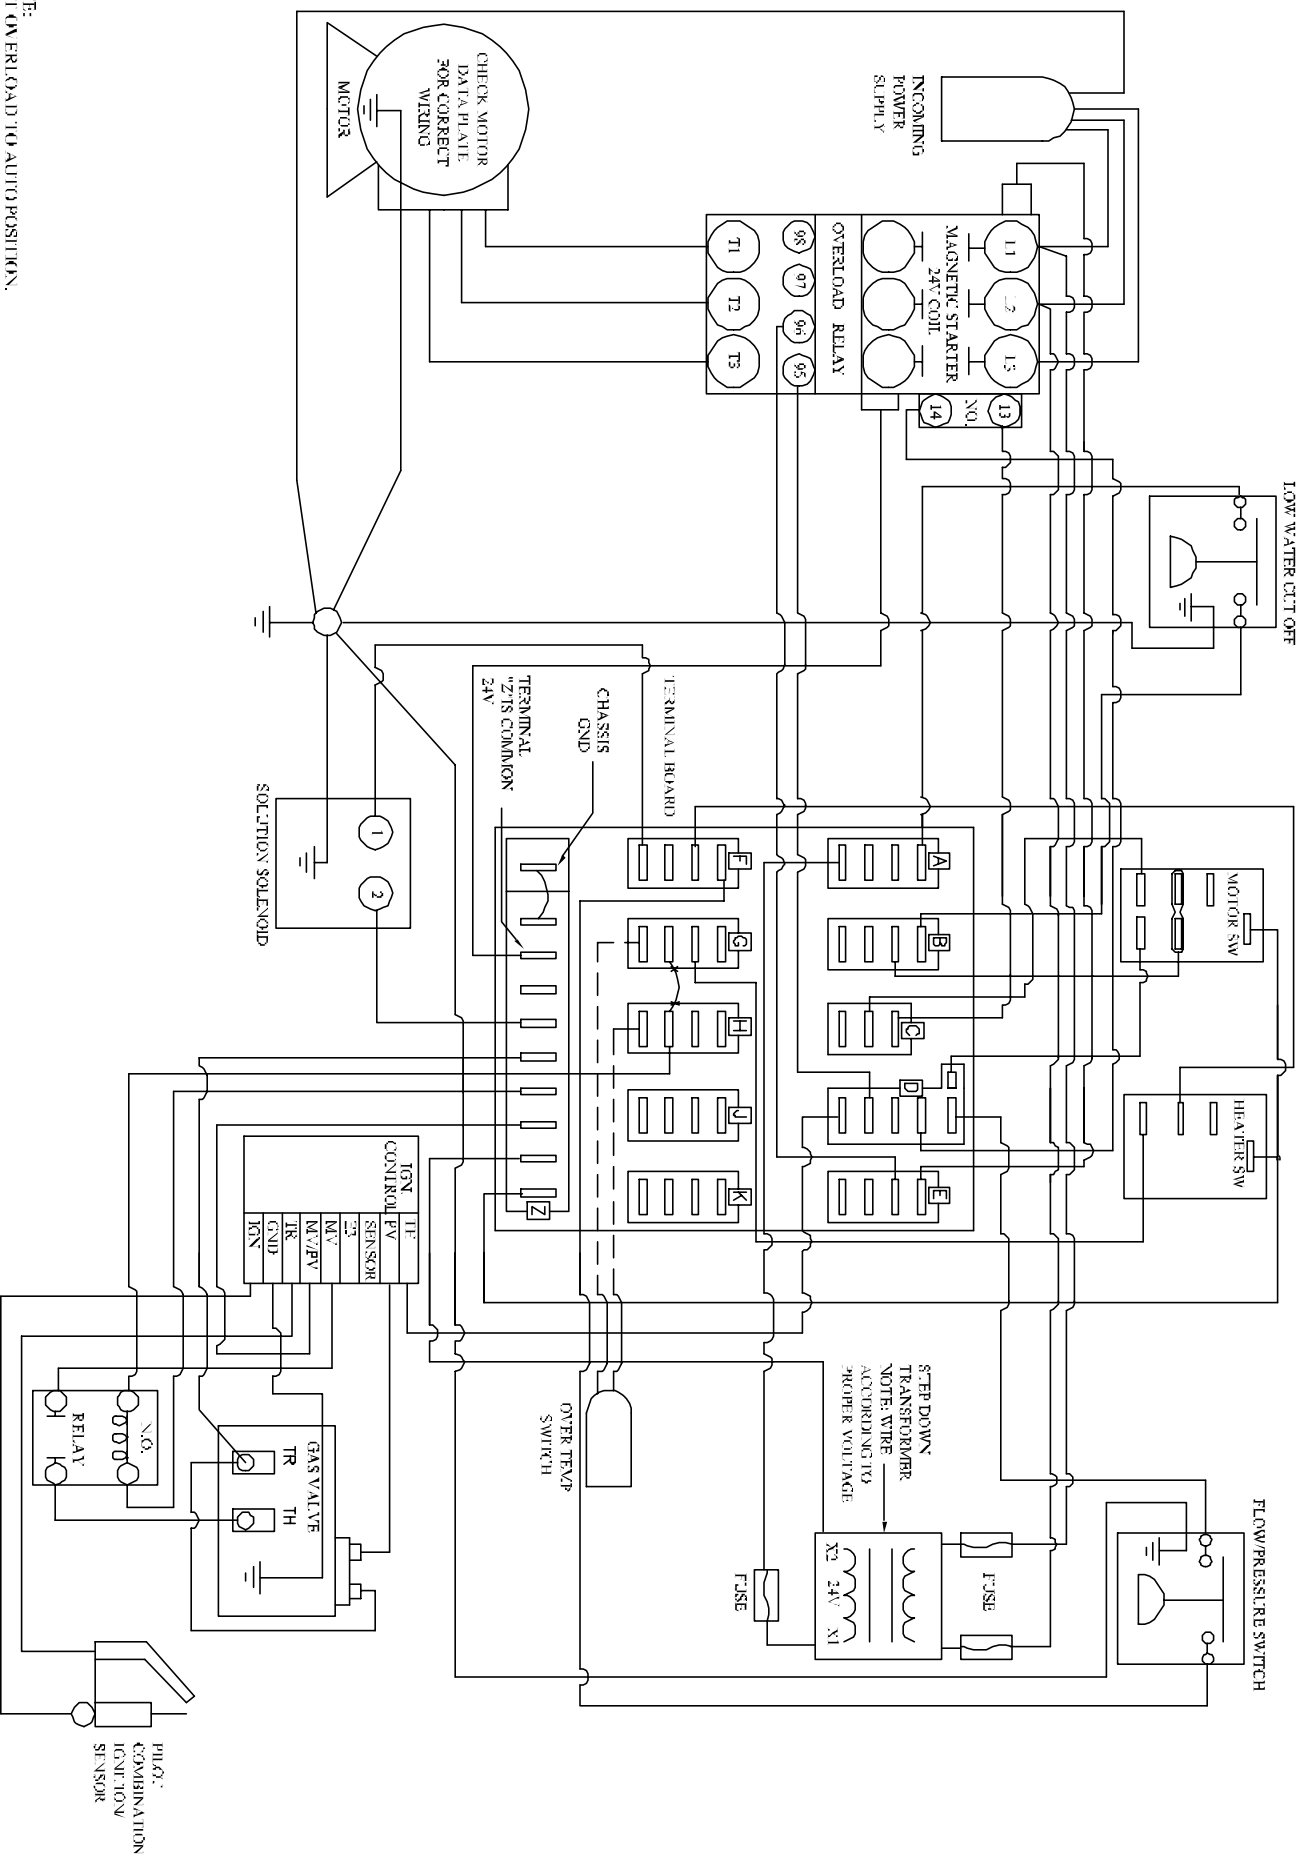 E:
T OVERLOAD TO AUTO POSITION.
INCOMING
POWER
SUPPLY
CHECK MOTOR
DATA PLATE
FOR CORRECT
WIRING
MOTOR
L1
L2
L3
MAGNETIC STARTER
24V COIL
OVERLOAD RELAY
98
97
96
95
T1
T2
T3
13
NO.
14
LOW WATER CUT OFF
TERMINAL BOARD
CHASSIS
GND
TERMINAL
"Z" IS COMMON
24V
SOLUTION SOLENOID
1
2
A
B
C
D
E
F
G
H
J
K
Z
MOTOR SW
HEATER SW
IGN.
CONTROL
TH
PV
SENSOR
MV
MV/PV
TR
GND
IGN
OVER TEMP
SWITCH
STEP DOWN
TRANSFORMER
NOTE: WIRE
ACCORDING TO
PROPER VOLTAGE
X2
24V
X1
FUSE
FUSE
FLOW/PRESSURE SWITCH
N.O.
RELAY
GAS VALVE
TR
TH
PILOT
COMBINATION
IGNITION/
SENSOR